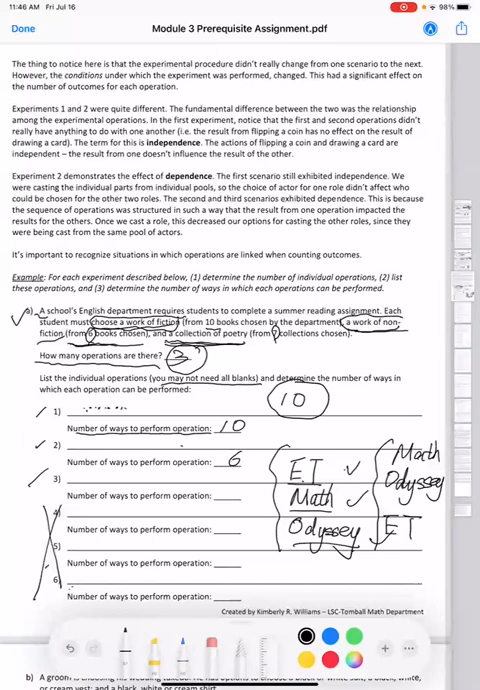 11:46 AM Fri Jul 16
98%
Done
Module 3 Prerequisite Assignment.pdf
The thing to notice here is that the experimental procedure didn't really change from one scenario to the next.
However, the conditions under which the experiment was performed, changed. This had a significant effect on
the number of outcomes for each operation.
Experiments 1 and 2 were quite different. The fundamental difference between the two was the relationship
among the experimental operations. In the first experiment, notice that the first and second operations didn't
really have anything to do with one another (i.e. the result from flipping a coin has no effect on the result of
drawing a card). The term for this is independence. The actions of flipping a coin and drawing a card are
independent – the result from one doesn't influence the result of the other.
Experiment 2 demonstrates the effect of dependence. The first scenario still exhibited independence. We
were casting the individual parts from individual pools, so the choice of actor for one role didn't affect who
could be chosen for the other two roles. The second and third scenarios exhibited dependence. This is because
the sequence of operations was structured in such a way that the result from one operation impacted the
results for the others. Once we cast a role, this decreased our options for casting the other roles, since they
were being cast from the same pool of actors.
It's important to recognize situations in which operations are linked when counting outcomes.
Example: For each experiment described below, (1) determine the number of individual operations, (2) list
these operations, and (3) determine the number of ways in which each operations can be performed.
a) A school's English department requires students to complete a summer reading assignment. Each
student must choose a work of fiction (from 10 books chosen by the department), a work of non-
fiction (from 6 books chosen), and a collection of poetry (from collections chosen).
How many operations are there? 3
List the individual operations (you may not need all blanks) and determine the number of ways in
which each operation can be performed:
10
1)
Number of ways to perform operation: 10
2)
Number of ways to perform operation: 6
3)
Number of ways to perform operation:
4)
Number of ways to perform operation:
5)
Number of ways to perform operation:
6)
Number of ways to perform operation:
E.T
Math
Odyssey
Math
Odyssey
ET
Created by Kimberly R. Williams – LSC-Tomball Math Department